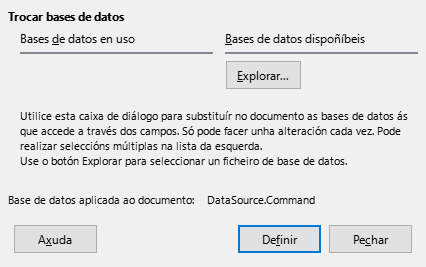 Trocar bases de datos
Bases de datos en uso
Bases de datos dispoñíbeis
Explorar...
Utilice esta caixa de diálogo para substituír no documento as bases de datos ás
que accede a través dos campos. Só pode facer unha alteración cada vez. Pode
realizar seleccións múltiplas na lista da esquerda.
Use o botón Explorar para seleccionar un ficheiro de base de datos.
Base de datos aplicada ao documento: DataSource.Command
Axuda
Definir
Pechar